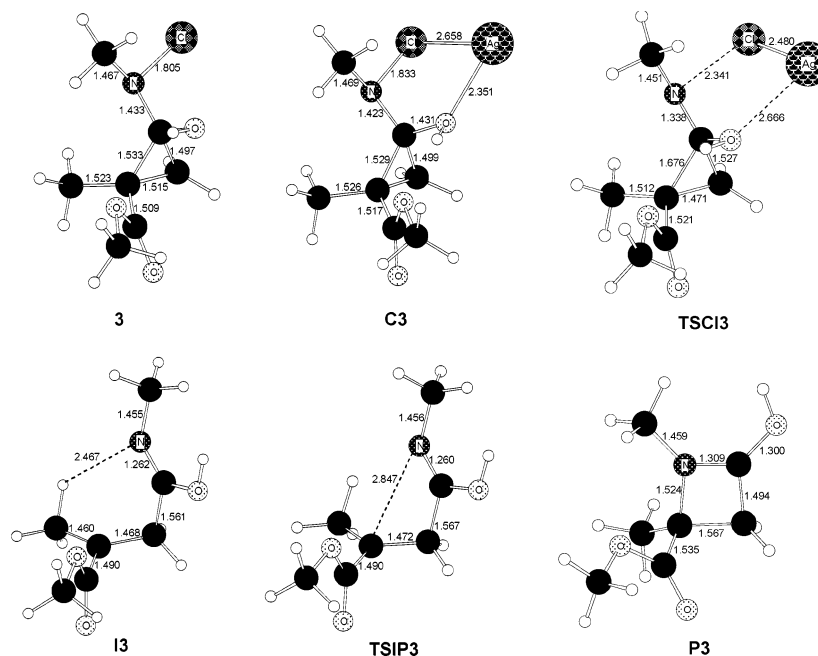 Cl
1.467
1.805
N
1.433
O
1.533
1.497
1.523
1.515
O
1.509
O
3
Cl
2.658
Ag
1.469
1.833
N
2.351
1.423
1.431
O
1.529
1.499
1.526
1.517
O
O
C3
Cl
2.480
Ag
1.451
2.341
N
1.338
2.666
O
1.676
1.527
1.512
1.471
O
1.521
O
TSCI3
1.455
2.467
N
1.262
O
1.561
1.460
1.468
O
1.490
O
I3
1.456
N
1.260
2.847
O
1.567
1.472
O
1.490
O
TSIP3
1.459
O
N
1.309
1.300
1.524
1.494
O
1.567
1.535
O
P3